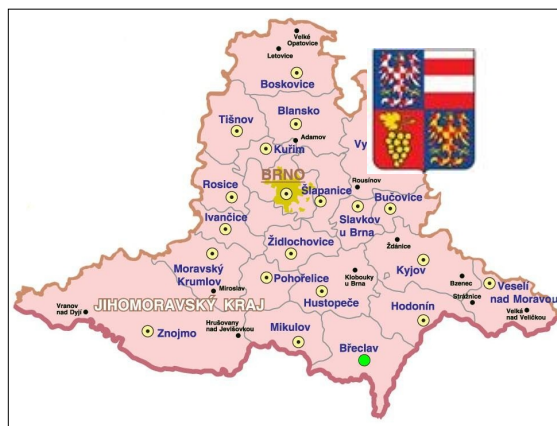 Velké
Opatovice
Letovice
Boskovice
Blansko
Tišnov
Adamov
Kuřim
Vy
BRNO
Rousínov
Rosice
Šlapanice
Bučovice
Slavkov
u Brna
Ivančice
Židlochovice
Ždánice
Moravský
Krumlov
Miroslav
Pohořelice
Klobouky
u Brna
Kyjov
Bzenec
Veselí
nad Moravou
Strážnice
Hustopeče
Vranov
nad Dyjí
JIHOMORAVSKÝ KRAJ
Hodonín
Velká
nad Veličkou
Znojmo
Hrušovany
nad Jevišovkou
Mikulov
Břeclav